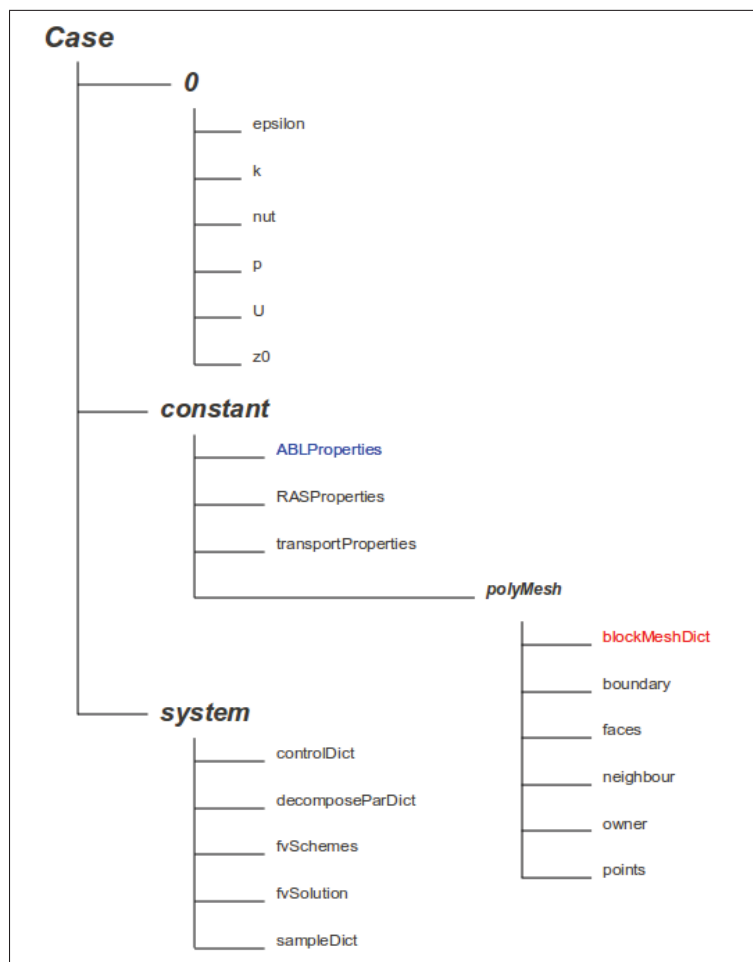 Case
0
epsilon
k
nut
p
U
z0
constant
ABLProperties
RASProperties
transportProperties
polyMesh
blockMeshDict
boundary
faces
neighbour
owner
points
system
controlDict
decomposeParDict
fvSchemes
fvSolution
sampleDict